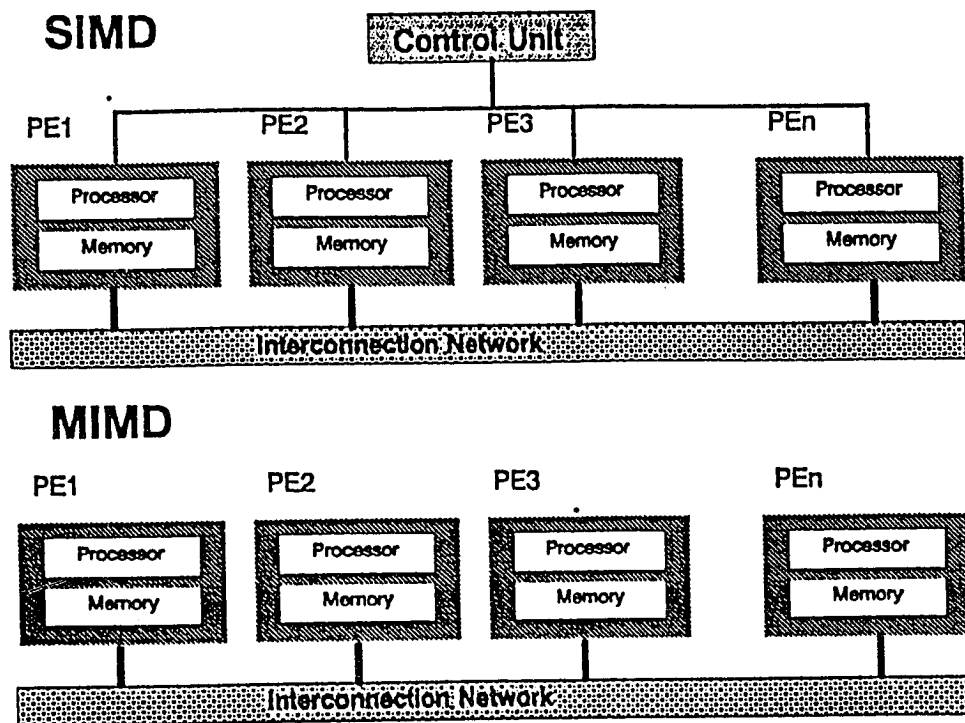 SIMD
Control Unit
PE1 PE2 PE3 PEn
Processor Processor Processor Processor
Memory Memory Memory Memory
Interconnection Network
MIMD
PE1 PE2 PE3 PEn
Processor Processor Processor Processor
Memory Memory Memory Memory
Interconnection Network